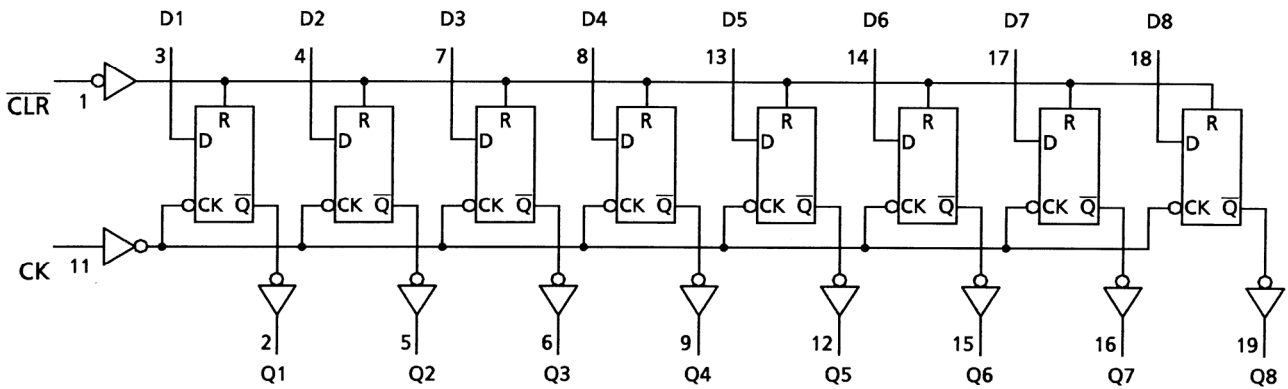 D1 D2 D3 D4 D5 D6 D7 D8
3 4 7 8 13 14 17 18
C̅L̅R̅ 1
R R R R R R R R
D D D D D D D D
CK Q̅ CK Q̅ CK Q̅ CK Q̅ CK Q̅ CK Q̅ CK Q̅ CK Q̅
CK 11
2 5 6 9 12 15 16 19
Q1 Q2 Q3 Q4 Q5 Q6 Q7 Q8